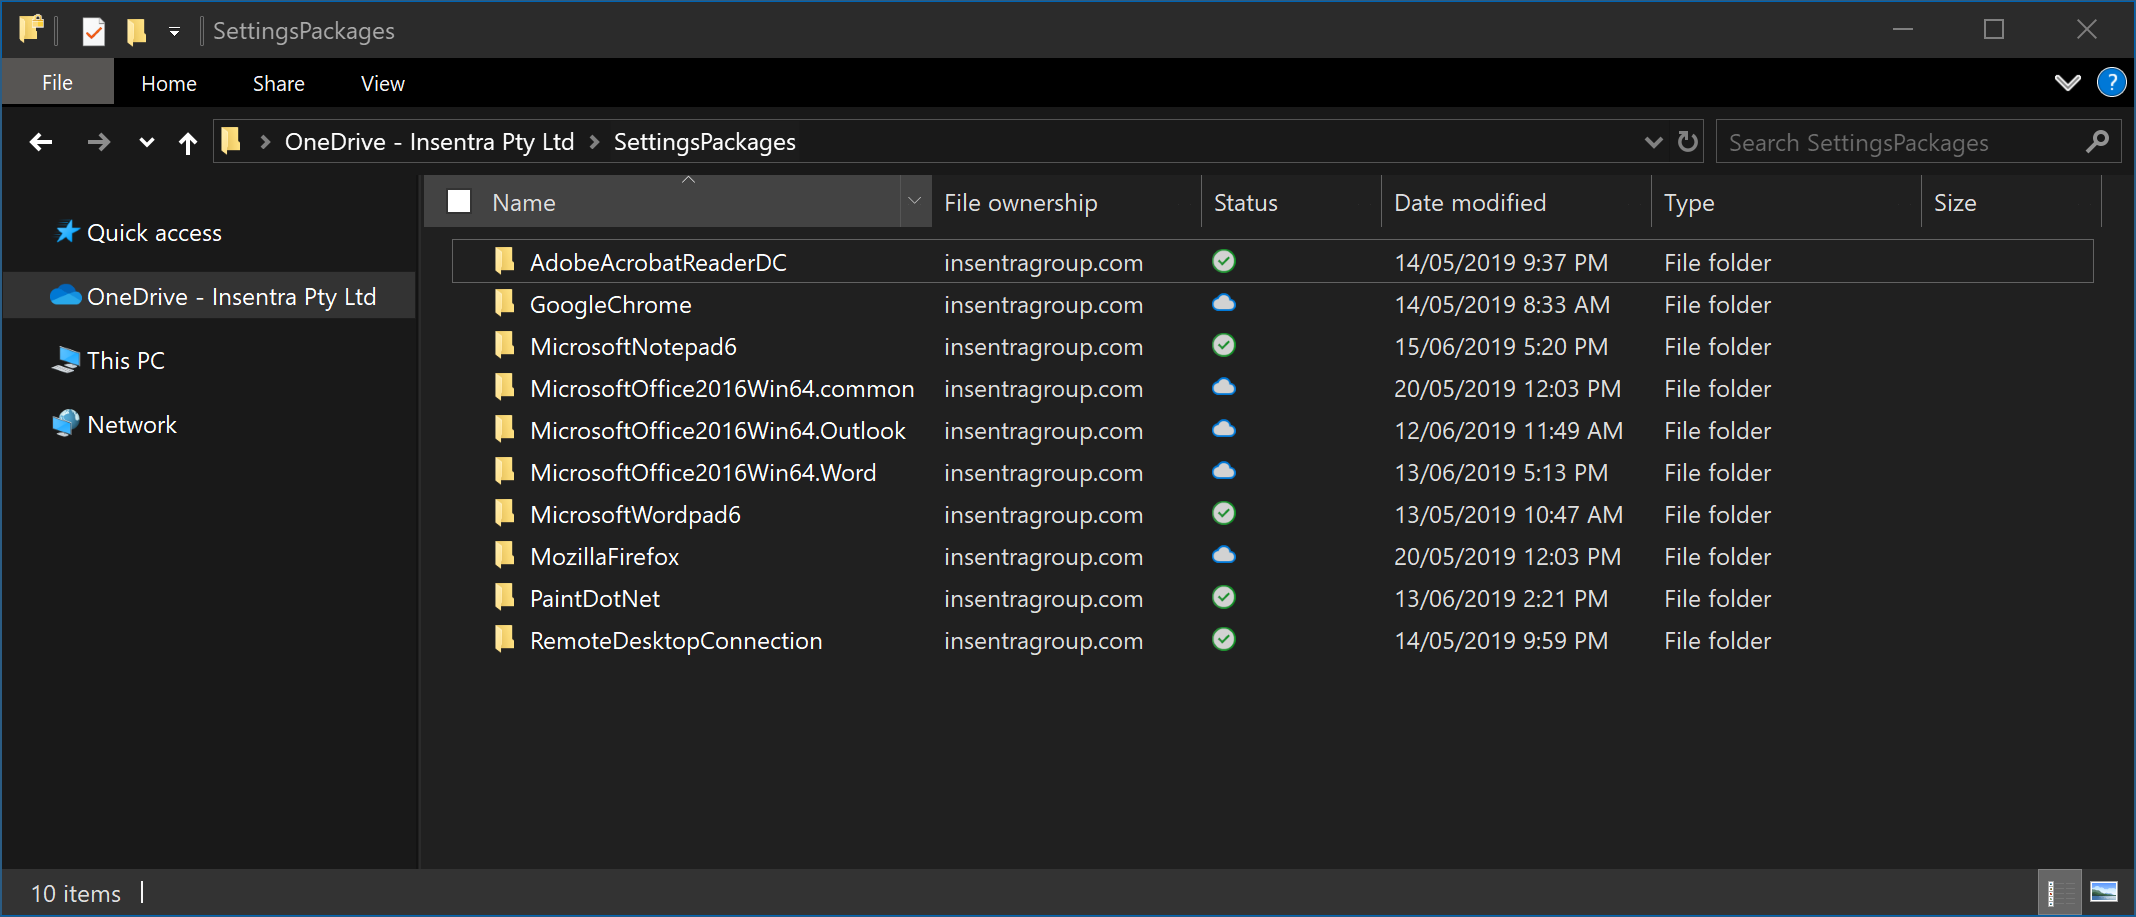 SettingsPackages
File Home Share View ?
OneDrive - Insentra Pty Ltd SettingsPackages Search SettingsPackages
Name File ownership Status Date modified Type Size
Quick access
OneDrive - Insentra Pty Ltd
This PC
Network
AdobeAcrobatReaderDC insentragroup.com 14/05/2019 9:37 PM File folder
GoogleChrome insentragroup.com 14/05/2019 8:33 AM File folder
MicrosoftNotepad6 insentragroup.com 15/06/2019 5:20 PM File folder
MicrosoftOffice2016Win64.common insentragroup.com 20/05/2019 12:03 PM File folder
MicrosoftOffice2016Win64.Outlook insentragroup.com 12/06/2019 11:49 AM File folder
MicrosoftOffice2016Win64.Word insentragroup.com 13/06/2019 5:13 PM File folder
MicrosoftWordpad6 insentragroup.com 13/05/2019 10:47 AM File folder
MozillaFirefox insentragroup.com 20/05/2019 12:03 PM File folder
PaintDotNet insentragroup.com 13/06/2019 2:21 PM File folder
RemoteDesktopConnection insentragroup.com 14/05/2019 9:59 PM File folder
10 items